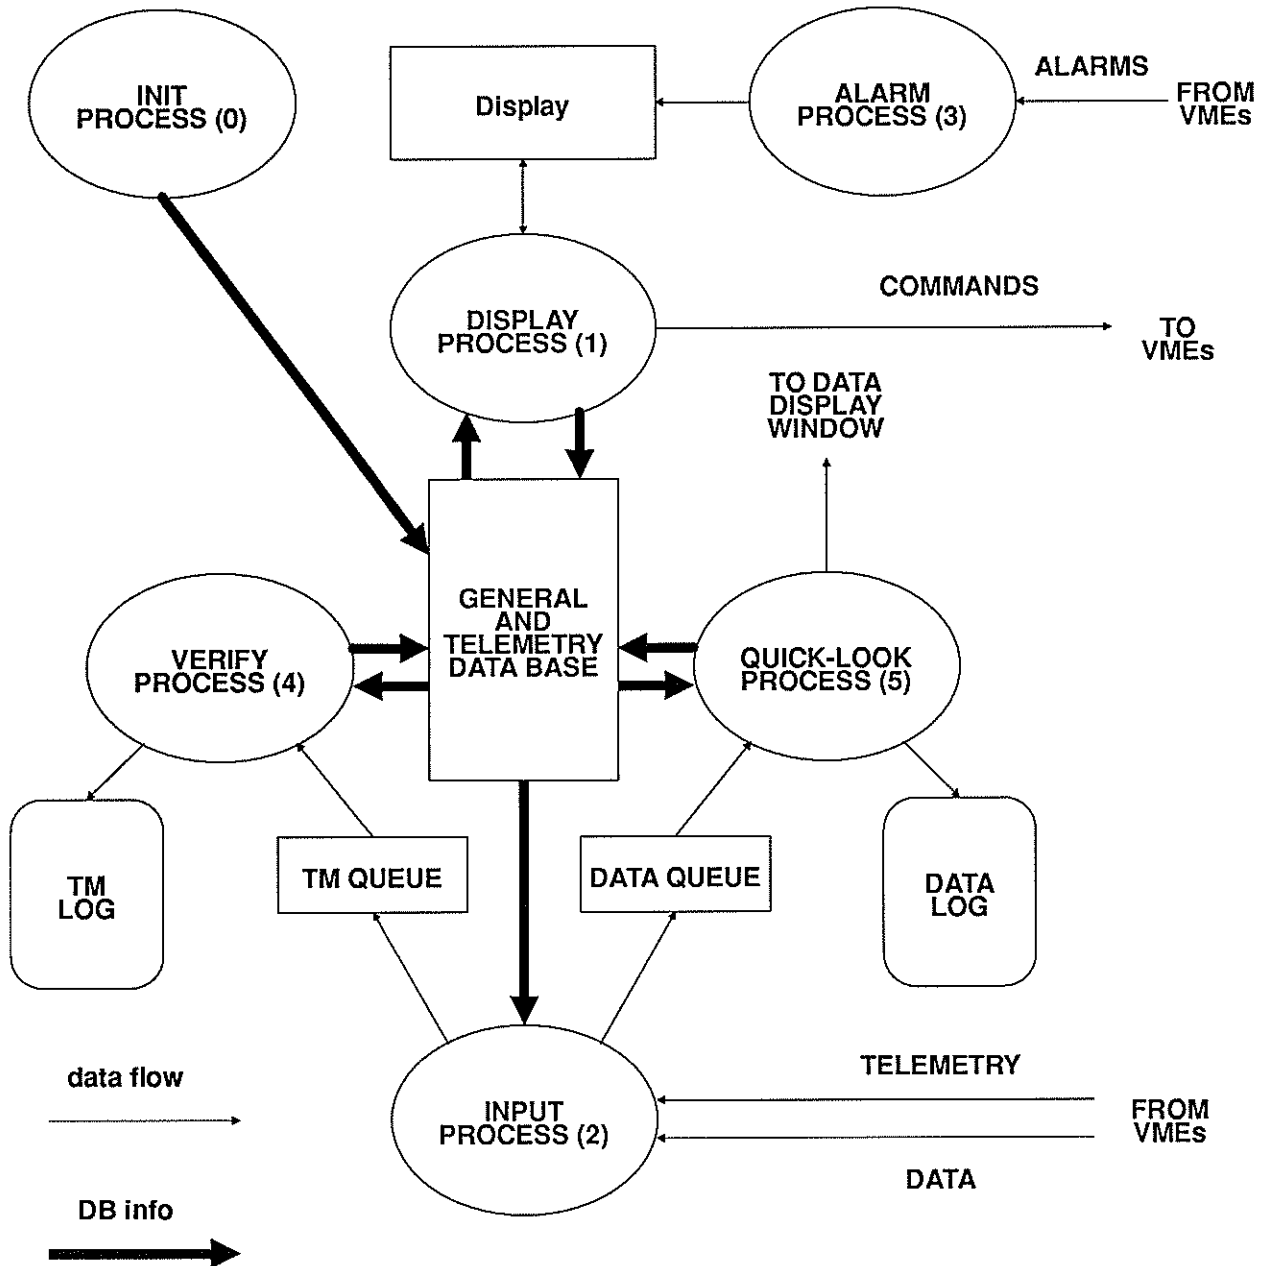 INIT
PROCESS (0)
Display
ALARM
PROCESS (3)
ALARMS
FROM
VMEs
DISPLAY
PROCESS (1)
COMMANDS
TO
VMEs
TO DATA
DISPLAY
WINDOW
GENERAL
AND
TELEMETRY
DATA BASE
VERIFY
PROCESS (4)
QUICK-LOOK
PROCESS (5)
TM
LOG
TM QUEUE
DATA QUEUE
DATA
LOG
data flow
DB info
INPUT
PROCESS (2)
TELEMETRY
FROM
VMEs
DATA